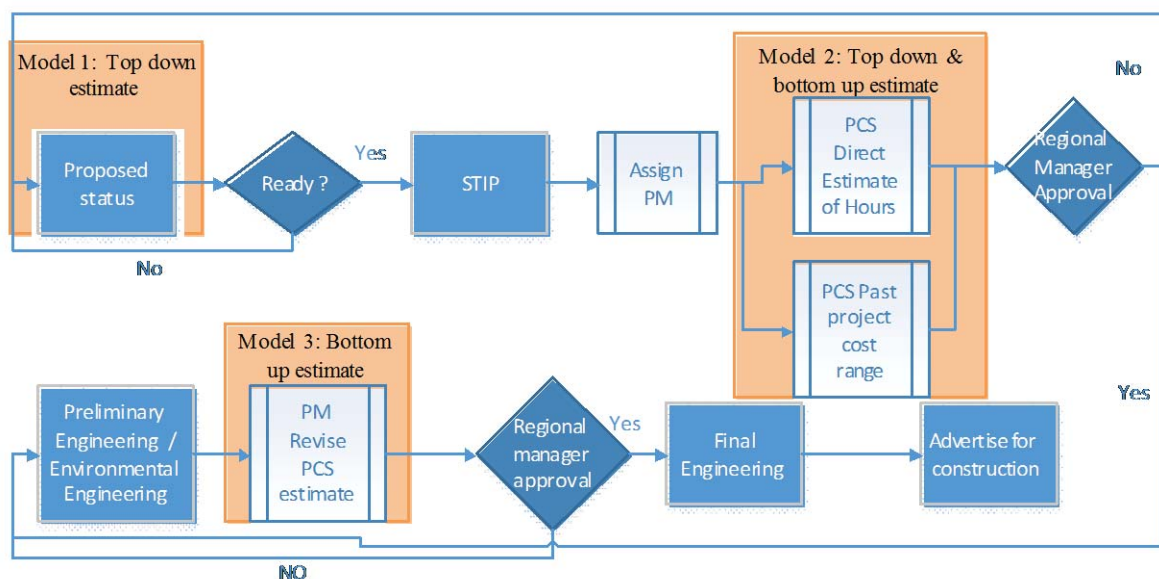 Model 1: Top down
estimate
Proposed
status
Ready ?
Yes
No
STIP
Assign
PM
Model 2: Top down &
bottom up estimate
PCS
Direct
Estimate
of Hours
PCS Past
project
cost
range
Regional
Manager
Approval
No
Yes
Preliminary
Engineering /
Environmental
Engineering
Model 3: Bottom
up estimate
PM
Revise
PCS
estimate
Regional
manager
approval
Yes
NO
Final
Engineering
Advertise for
construction